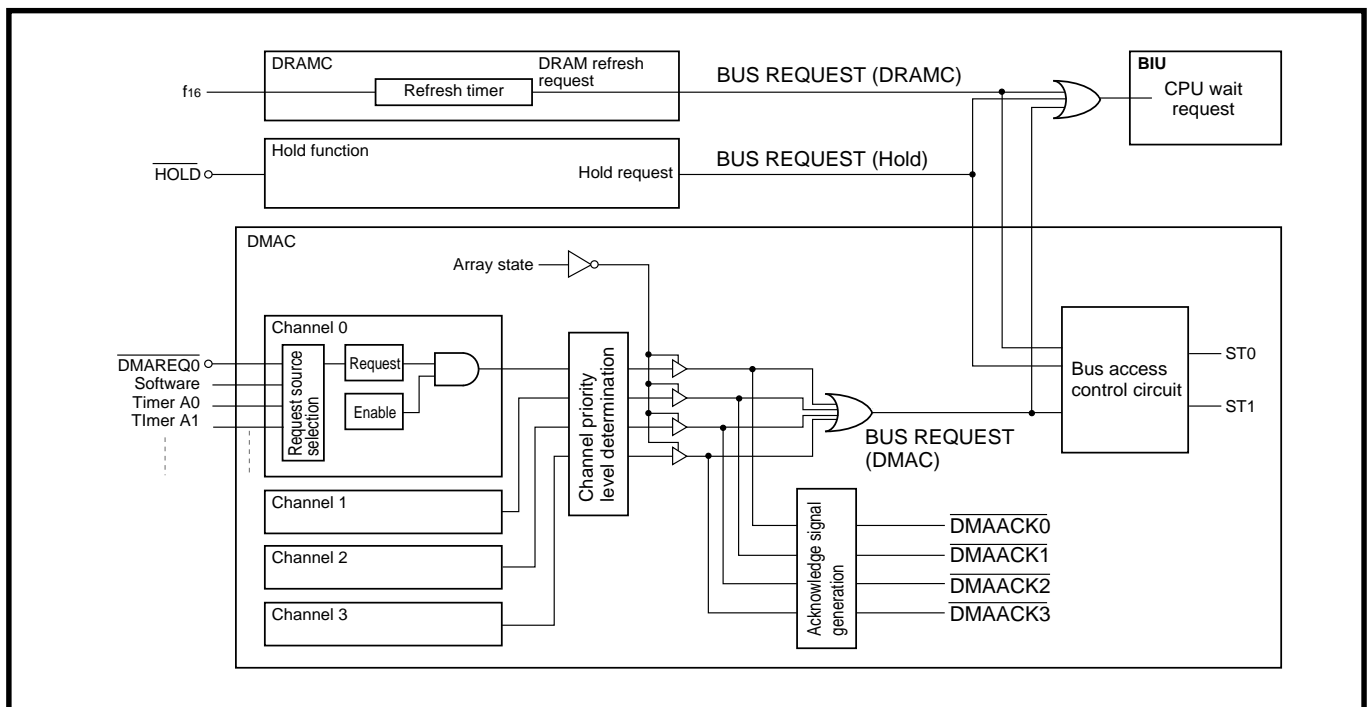 DRAMC
DRAM refresh
request
Refresh timer
f16
BUS REQUEST (DRAMC)
BIU
CPU wait
request
Hold function
HOLD
Hold request
BUS REQUEST (Hold)
DMAC
Array state
Channel 0
DMAREQ0
Software
Timer A0
TImer A1
Request source
selection
Request
Enable
Channel priority
level determination
BUS REQUEST
(DMAC)
Bus access
control circuit
ST0
ST1
Channel 1
Channel 2
Channel 3
Acknowledge signal
generation
DMAACK0
DMAACK1
DMAACK2
DMAACK3